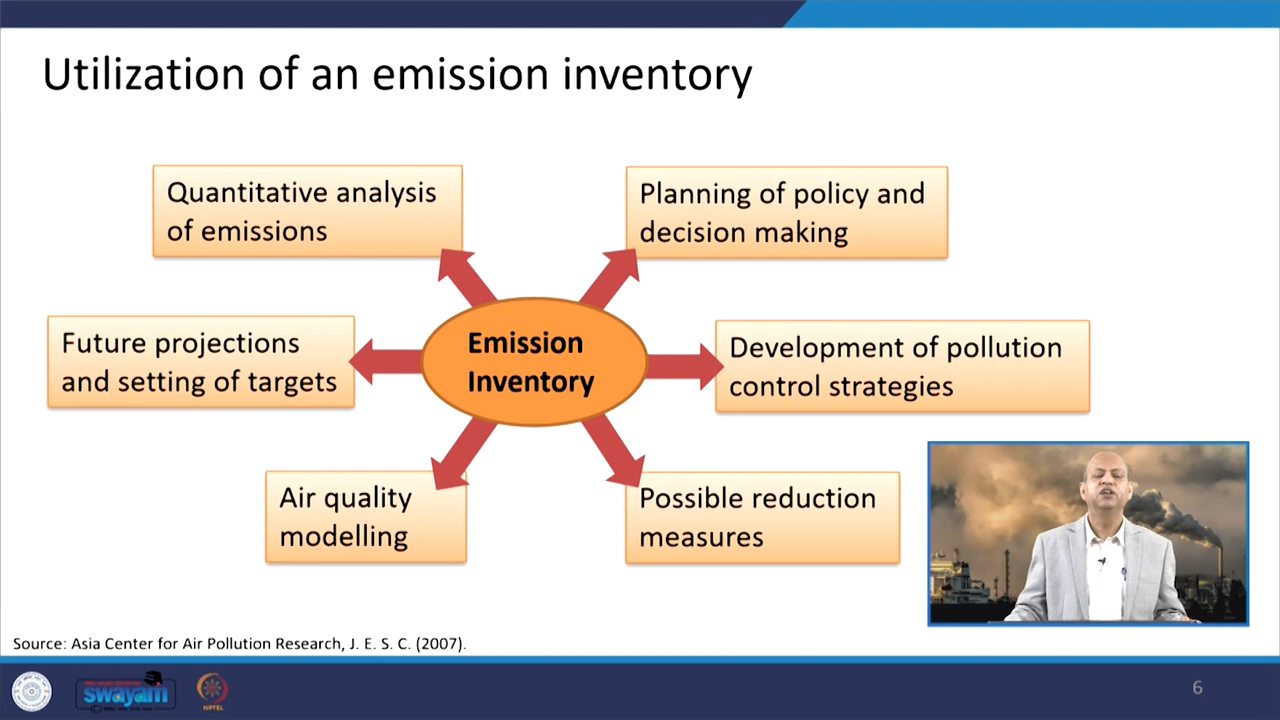 Utilization of an emission inventory
Quantitative analysis
of emissions
Planning of policy and
decision making
Future projections
and setting of targets
Emission
Inventory
Development of pollution
control strategies
Air quality
modelling
Possible reduction
measures
Source: Asia Center for Air Pollution Research, J. E. S. C. (2007).
swayam
NPTEL
6